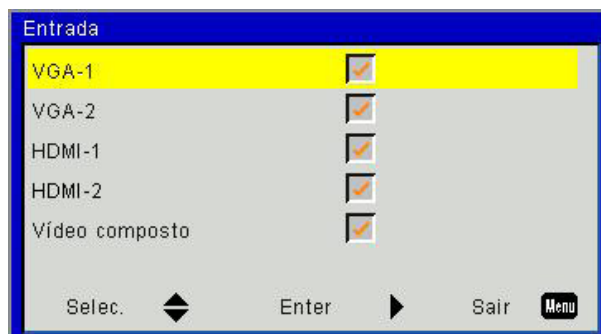 Entrada
VGA-1
VGA-2
HDMI-1
HDMI-2
Vídeo composto
Selec. Enter Sair Menu